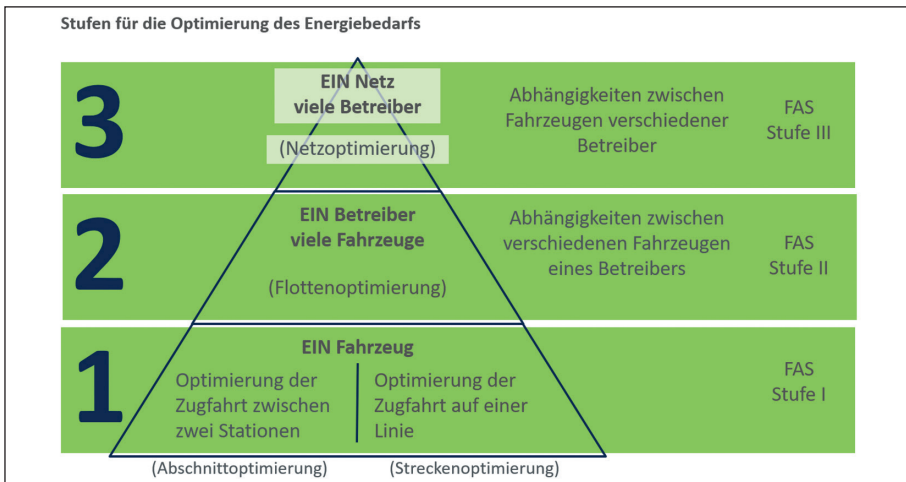 Stufen für die Optimierung des Energiebedarfs
3
EIN Netz
viele Betreiber
(Netzoptimierung)
Abhängigkeiten zwischen
Fahrzeugen verschiedener
Betreiber
FAS
Stufe III
2
EIN Betreiber
viele Fahrzeuge
(Flottenoptimierung)
Abhängigkeiten zwischen
verschiedenen Fahrzeugen
eines Betreibers
FAS
Stufe II
1
EIN Fahrzeug
Optimierung der
Zugfahrt zwischen
zwei Stationen
Optimierung der
Zugfahrt auf einer
Linie
FAS
Stufe I
(Abschnittoptimierung)
(Streckenoptimierung)